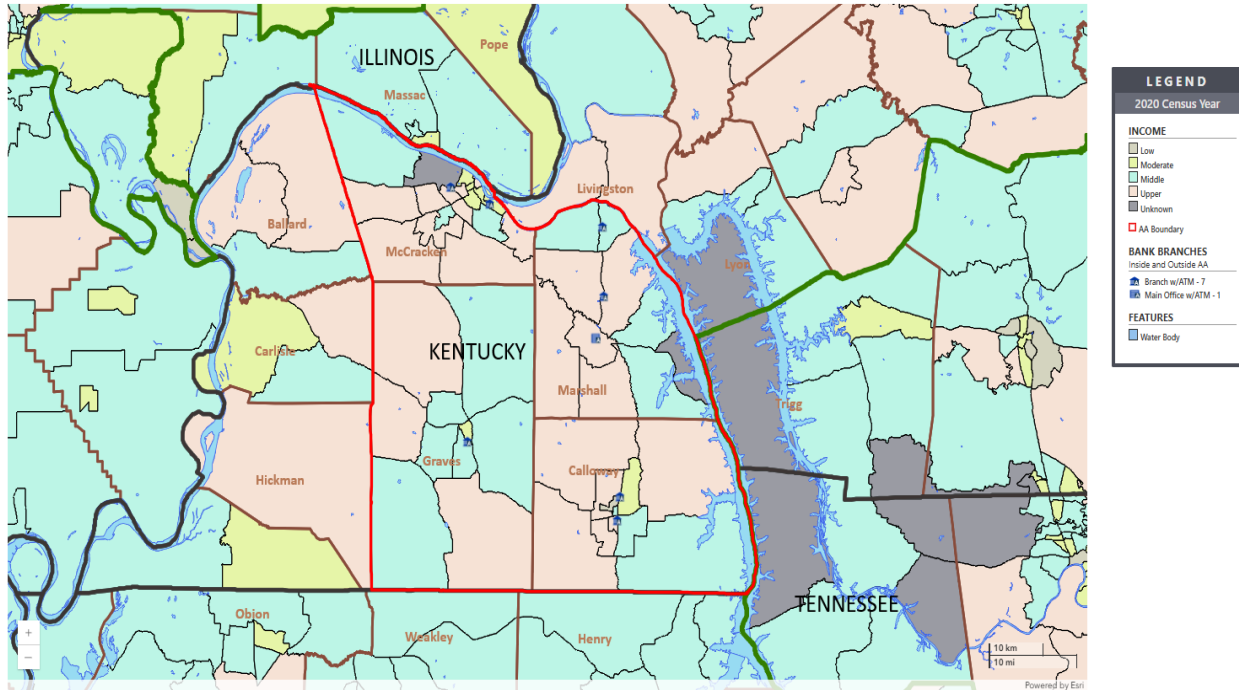 ILLINOIS
Pope
Massac
Livingston
Ballard
McCracken
Lyon
KENTUCKY
Carlisle
Marshall
Trigg
Graves
Calloway
Hickman
TENNESSEE
Obion
Weakley
Henry
+
−
10 km
10 mi
Powered by Esri
LEGEND
2020 Census Year
INCOME
Low
Moderate
Middle
Upper
Unknown
AA Boundary
BANK BRANCHES
Inside and Outside AA
Branch w/ATM - 7
Main Office w/ATM - 1
FEATURES
Water Body